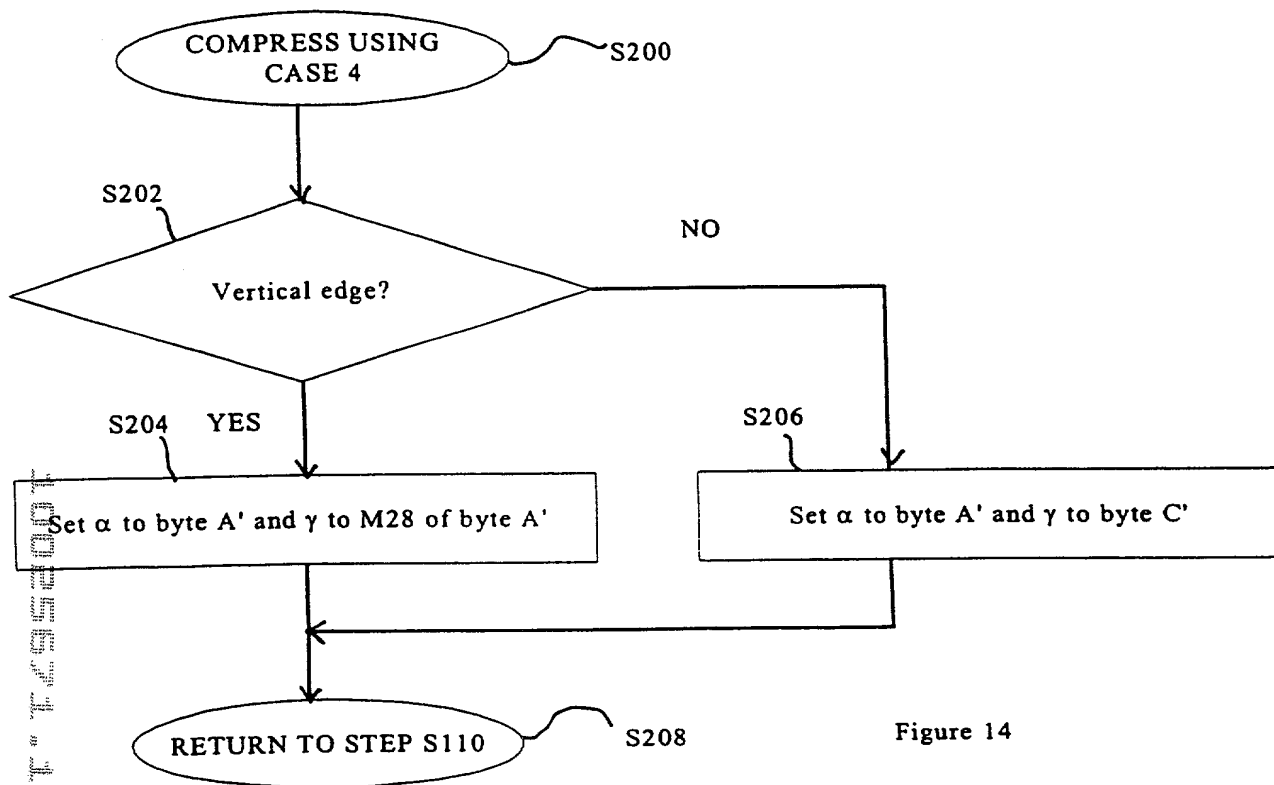 COMPRESS USING
CASE 4
S200
S202
Vertical edge?
NO
YES
S204
S206
Set α to byte A' and γ to M28 of byte A'
Set α to byte A' and γ to byte C'
RETURN TO STEP S110
S208
Figure 14